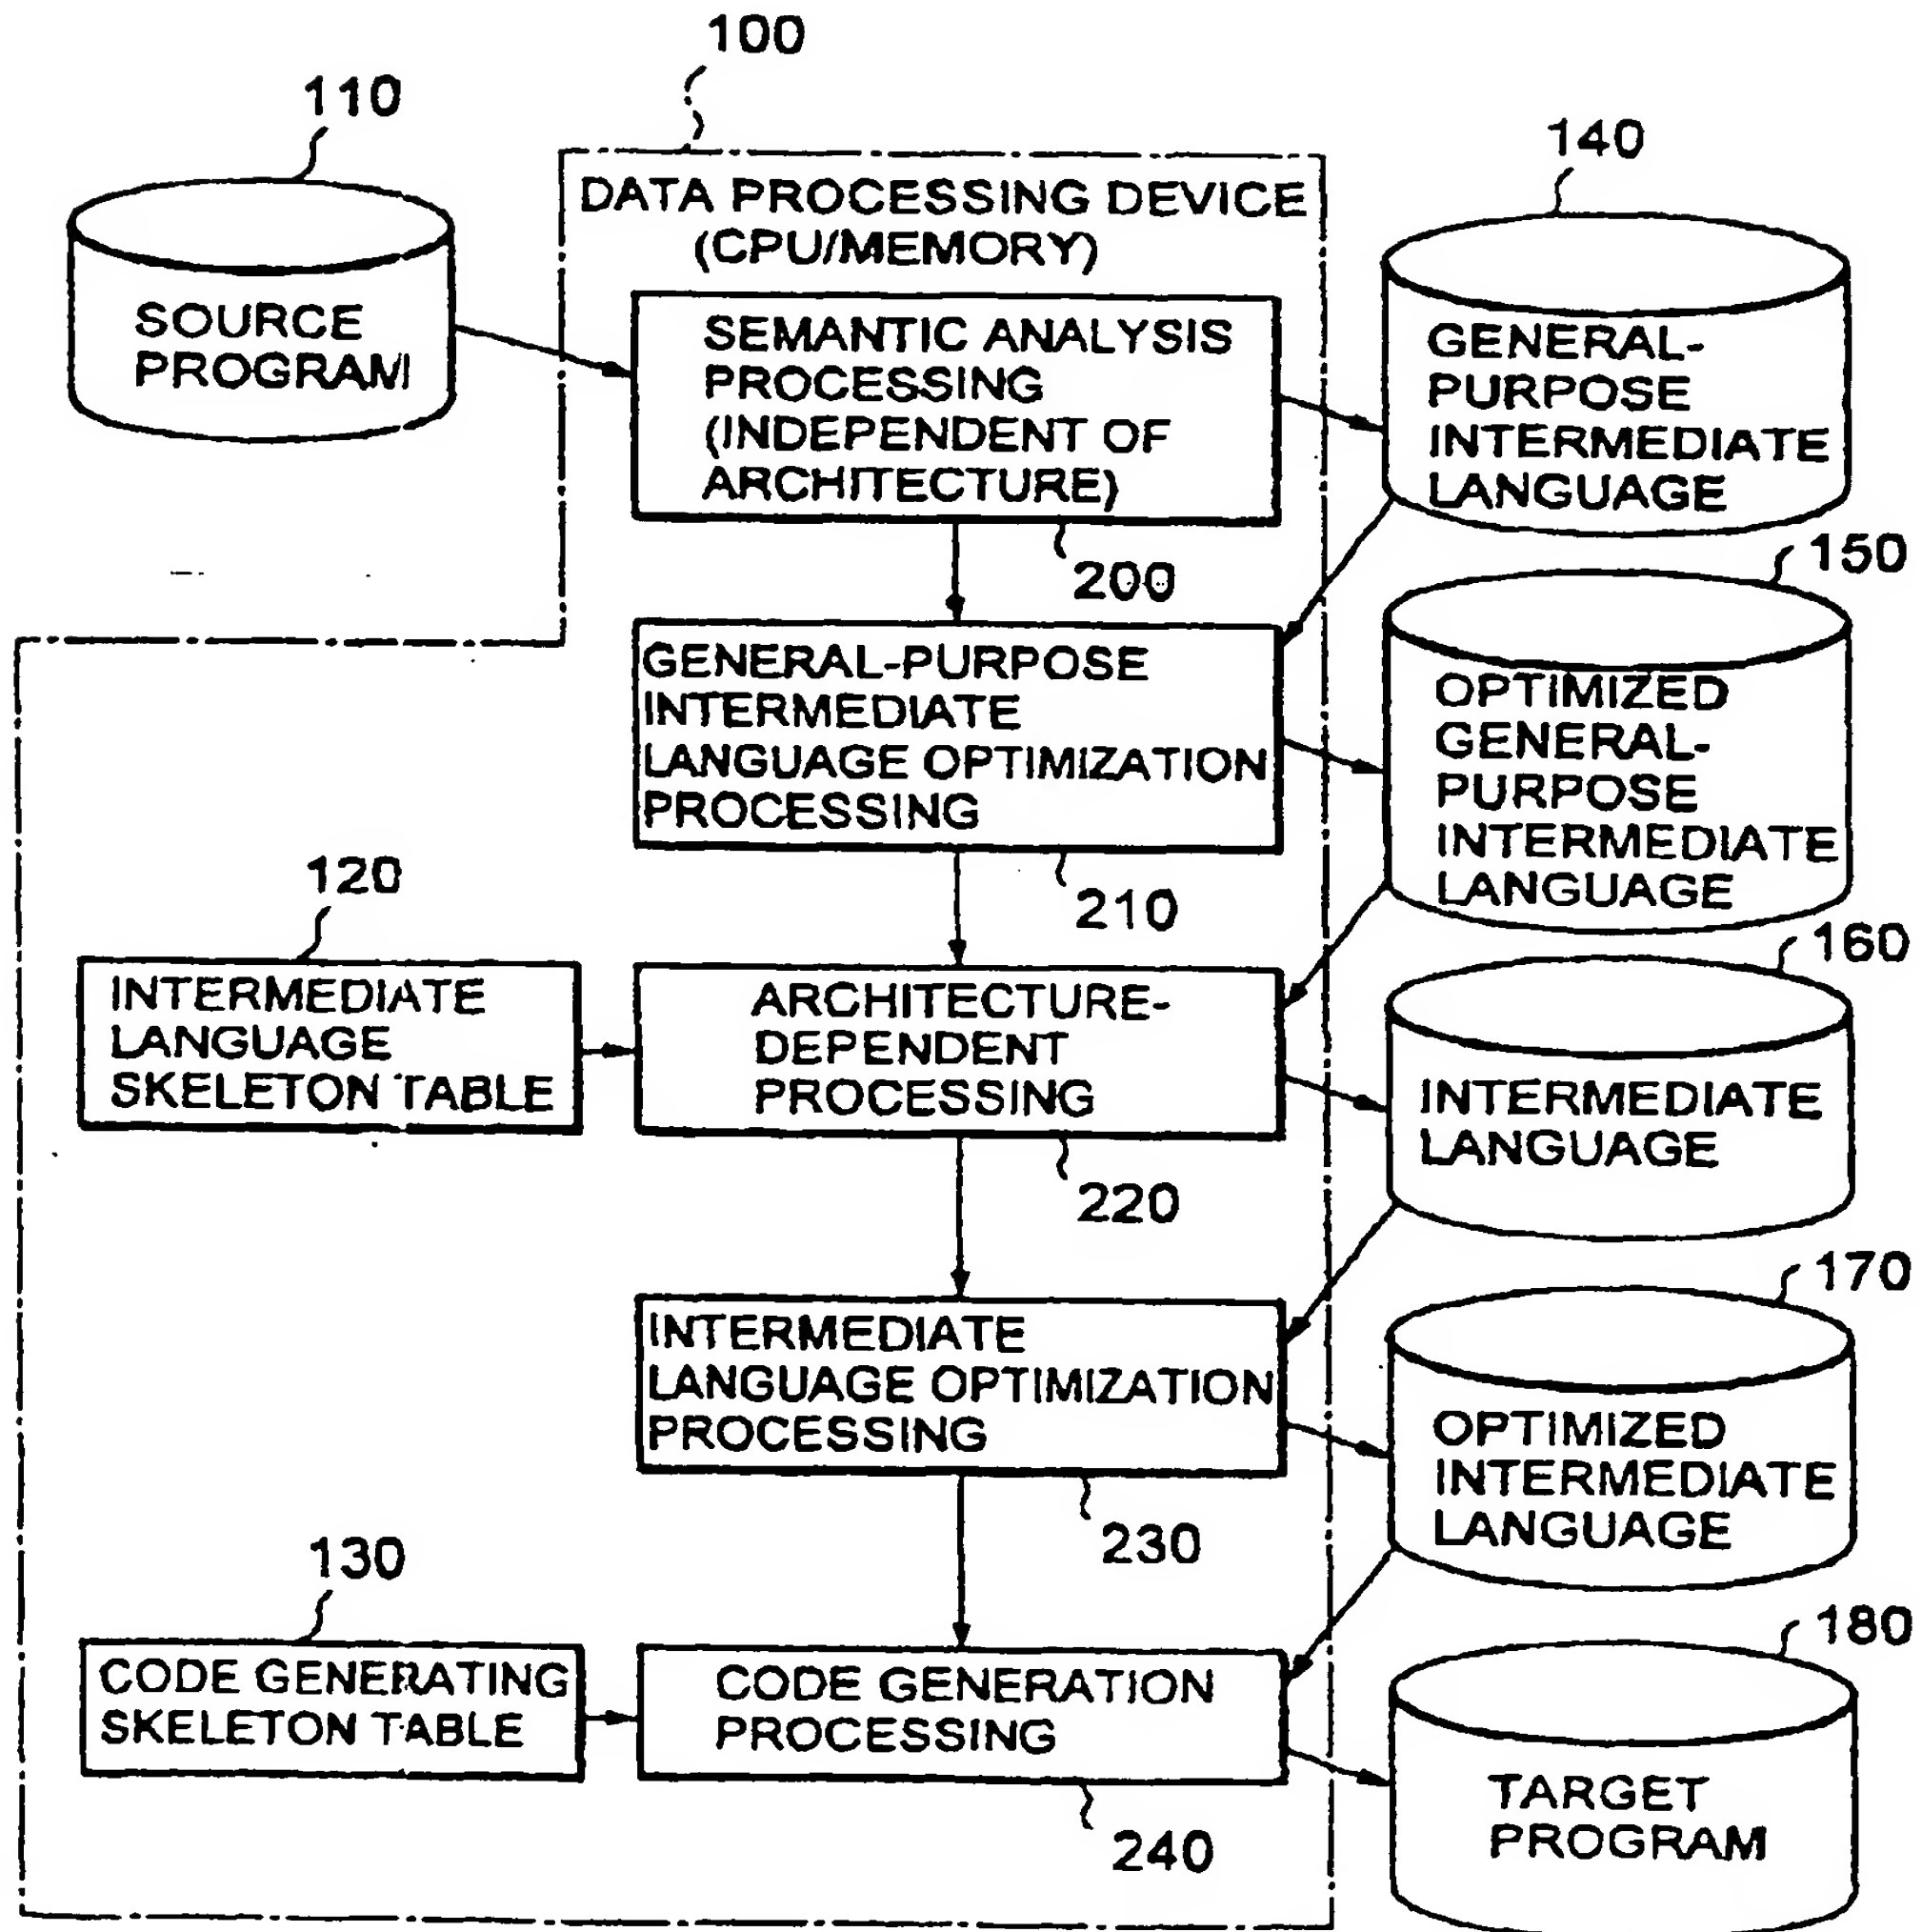 100
110
140
DATA PROCESSING DEVICE
(CPU/MEMORY)
SOURCE
PROGRAM
SEMANTIC ANALYSIS
PROCESSING
(INDEPENDENT OF
ARCHITECTURE)
GENERAL-
PURPOSE
INTERMEDIATE
LANGUAGE
200
150
GENERAL-PURPOSE
INTERMEDIATE
LANGUAGE OPTIMIZATION
PROCESSING
OPTIMIZED
GENERAL-
PURPOSE
INTERMEDIATE
LANGUAGE
120
210
160
INTERMEDIATE
LANGUAGE
SKELETON TABLE
ARCHITECTURE-
DEPENDENT
PROCESSING
INTERMEDIATE
LANGUAGE
220
170
INTERMEDIATE
LANGUAGE OPTIMIZATION
PROCESSING
OPTIMIZED
INTERMEDIATE
LANGUAGE
230
130
180
CODE GENERATING
SKELETON TABLE
CODE GENERATION
PROCESSING
TARGET
PROGRAM
240